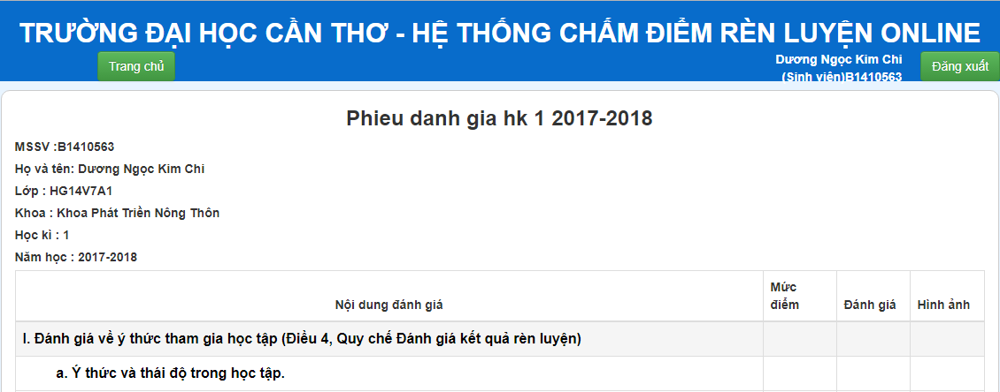 TRƯỜNG ĐẠI HỌC CẦN THƠ - HỆ THỐNG CHẤM ĐIỂM RÈN LUYỆN ONLINE
Trang chủ
Dương Ngọc Kim Chi
(Sinh viên)B1410563
Đăng xuất
Phieu danh gia hk 1 2017-2018
MSSV :B1410563
Họ và tên: Dương Ngọc Kim Chi
Lớp : HG14V7A1
Khoa : Khoa Phát Triển Nông Thôn
Học kì : 1
Năm học : 2017-2018
Nội dung đánh giá
Mức
điểm
Đánh giá
Hình ảnh
I. Đánh giá về ý thức tham gia học tập (Điều 4, Quy chế Đánh giá kết quả rèn luyện)
a. Ý thức và thái độ trong học tập.